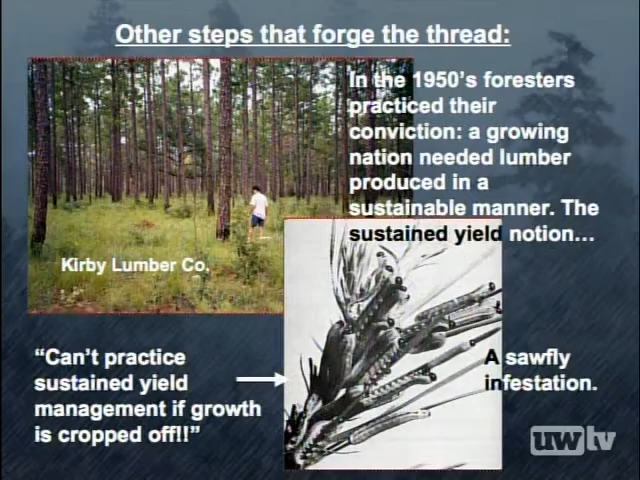 Other steps that forge the thread:
In the 1950's foresters
practiced their
conviction: a growing
nation needed lumber
produced in a
sustainable manner. The
sustained yield notion...
Kirby Lumber Co.
"Can't practice
sustained yield
management if growth
is cropped off!!"
A sawfly
infestation.
uwtv